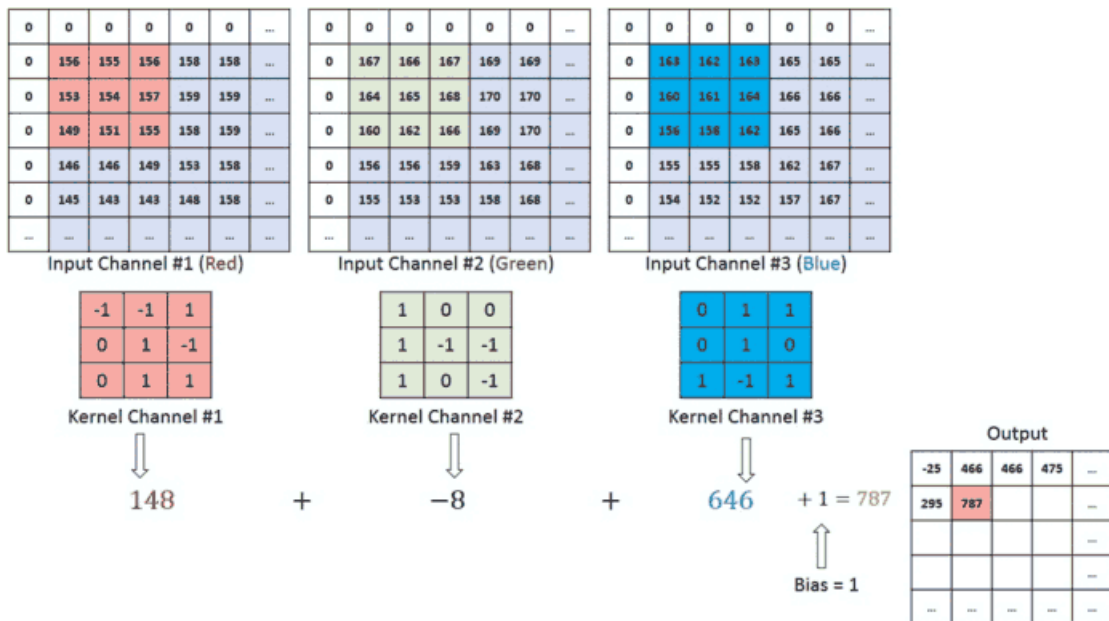 0 0 0 0 0 0 ...
0 156 155 156 158 158 ...
0 153 154 157 159 159 ...
0 149 151 155 158 159 ...
0 146 146 149 153 158 ...
0 145 143 143 148 158 ...
... ... ... ... ... ... ...
Input Channel #1 (Red)
0 0 0 0 0 0 ...
0 167 166 167 169 169 ...
0 164 165 168 170 170 ...
0 160 162 166 169 170 ...
0 156 156 159 163 168 ...
0 155 153 153 158 168 ...
... ... ... ... ... ... ...
Input Channel #2 (Green)
0 0 0 0 0 0 ...
0 163 162 163 165 165 ...
0 160 161 164 166 166 ...
0 156 158 162 165 166 ...
0 155 155 158 162 167 ...
0 154 152 152 157 167 ...
... ... ... ... ... ... ...
Input Channel #3 (Blue)
-1 -1 1
0 1 -1
0 1 1
Kernel Channel #1
1 0 0
1 -1 -1
1 0 -1
Kernel Channel #2
0 1 1
0 1 0
1 -1 1
Kernel Channel #3
148 + −8 + 646 + 1 = 787
Bias = 1
Output
-25 466 466 475 ...
295 787 ...
...
...
... ... ... ... ...